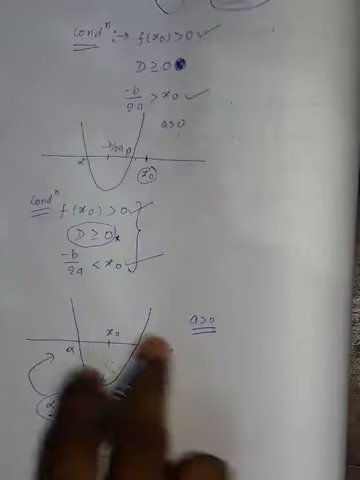 Condⁿ :→ f(x₀) > 0 ✓
D ≥ 0
-b/2a > x₀ ✓
a>0
α -b/2a β
x₀
Condⁿ f(x₀) > 0 ✓
D ≥ 0
-b/2a < x₀ ✓
a>0
x₀
α
α